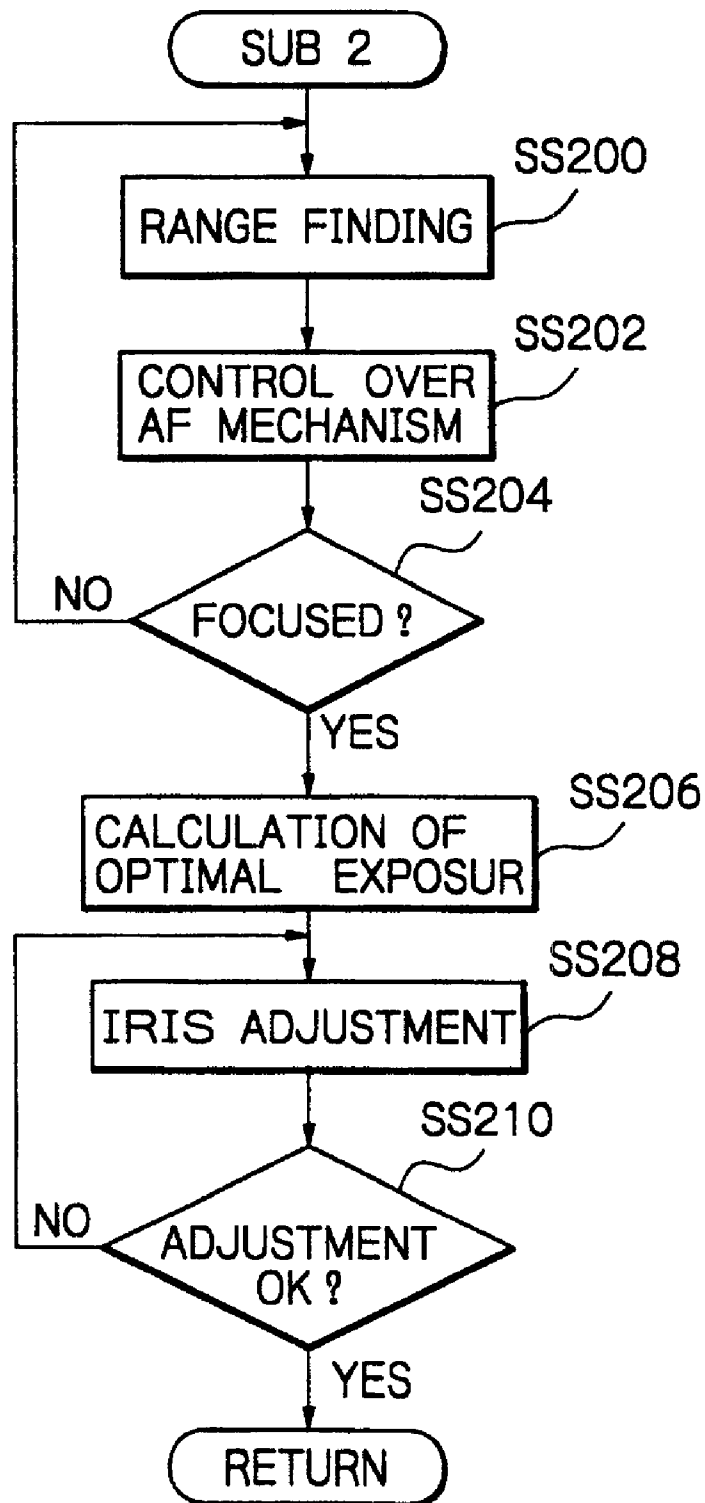 SUB 2
SS200
RANGE FINDING
SS202
CONTROL OVER
AF MECHANISM
SS204
FOCUSED?
NO
YES
SS206
CALCULATION OF
OPTIMAL EXPOSUR
SS208
IRIS ADJUSTMENT
SS210
ADJUSTMENT
OK?
NO
YES
RETURN